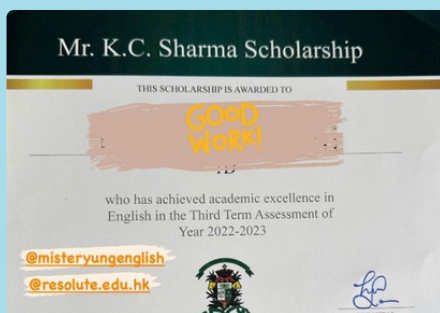 Mr. K.C. Sharma Scholarship
THIS SCHOLARSHIP IS AWARDED TO
GOOD
WORK!
who has achieved academic excellence in
English in the Third Term Assessment of
Year 2022-2023
@misteryungenglish
@resolute.edu.hk